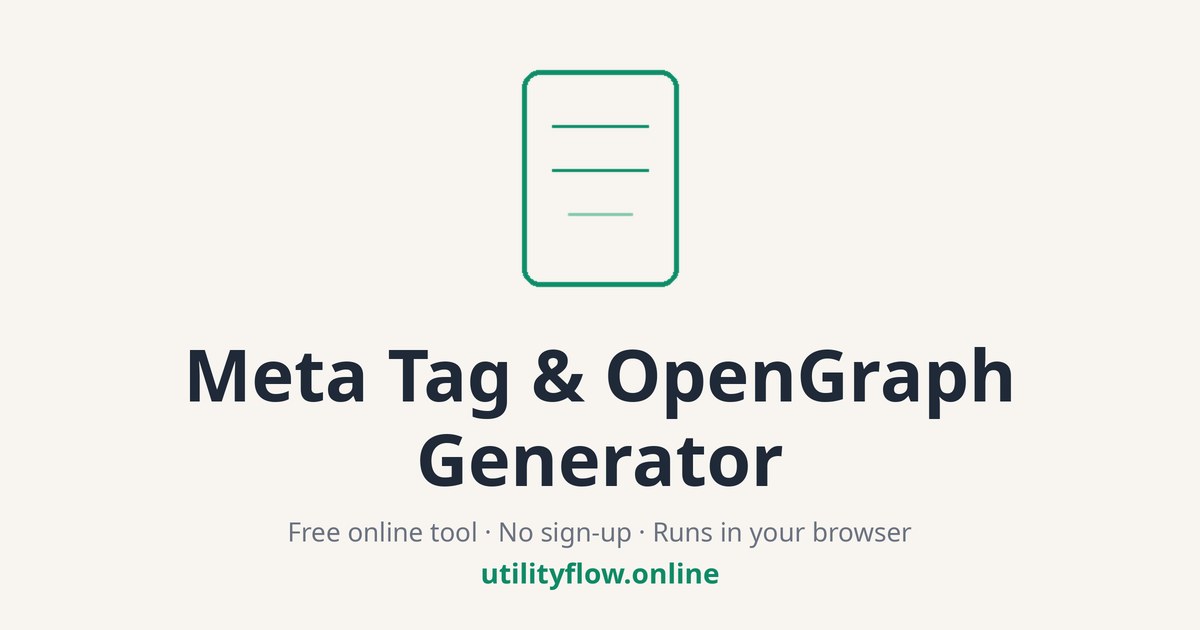 Meta Tag & OpenGraph
Generator
Free online tool · No sign-up · Runs in your browser
utilityflow.online